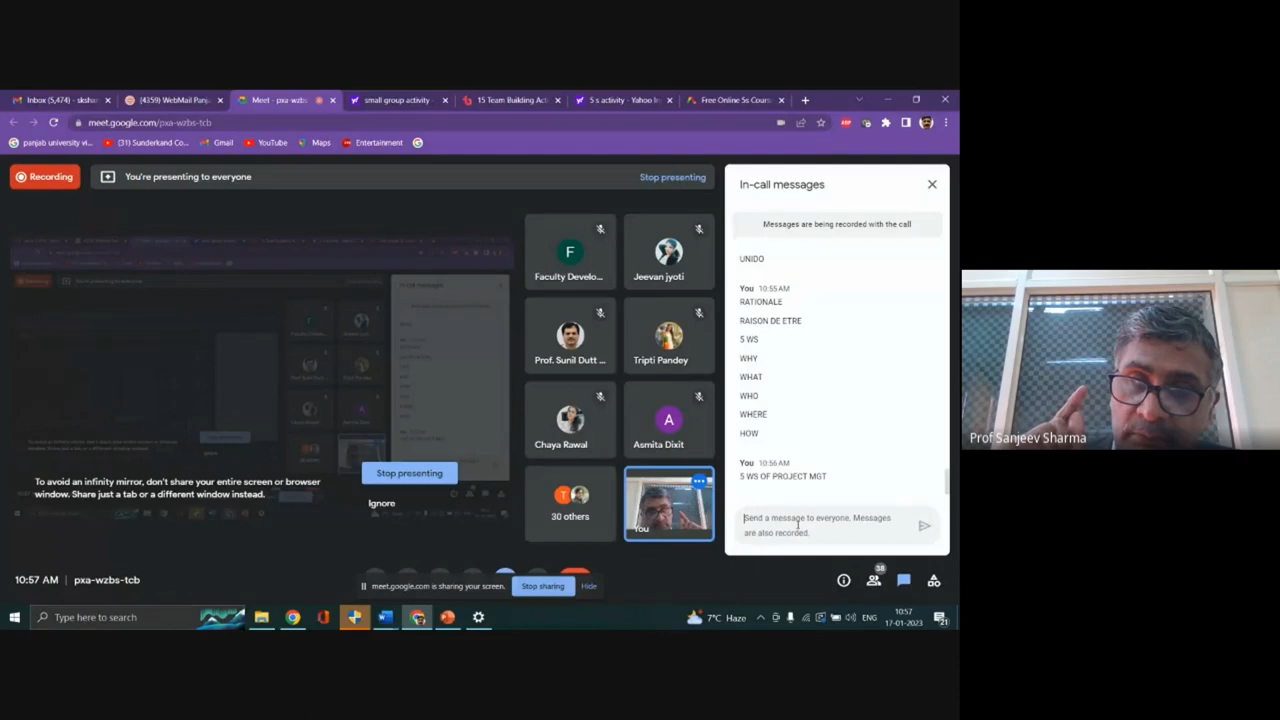 Inbox (5,474) - sksha
(4359) WebMail Panj
Meet - pxa-wzbs
small group activity
15 Team Building Act
5 s activity - Yahoo In
Free Online 5s Cours
meet.google.com/pxa-wzbs-tcb
panjab university vi...
(31) Sunderkand Co...
Gmail
YouTube
Maps
Entertainment
Recording
You're presenting to everyone
Stop presenting
In-call messages
Messages are being recorded with the call
UNIDO
You 10:55 AM
RATIONALE
RAISON DE ETRE
5 WS
WHY
WHAT
WHO
WHERE
HOW
You 10:56 AM
5 WS OF PROJECT MGT
Send a message to everyone, Messages
are also recorded.
F
Faculty Develo...
Jeevan jyoti
Prof. Sunil Dutt ...
Tripti Pandey
Chaya Rawal
A
Asmita Dixit
T
30 others
You
To avoid an infinity mirror, don't share your entire screen or browser
window. Share just a tab or a different window instead.
Stop presenting
Ignore
10:57 AM | pxa-wzbs-tcb
meet.google.com is sharing your screen.
Stop sharing
Hide
38
Type here to search
7°C Haze
ENG
10:57
17-01-2023
21
Prof Sanjeev Sharma